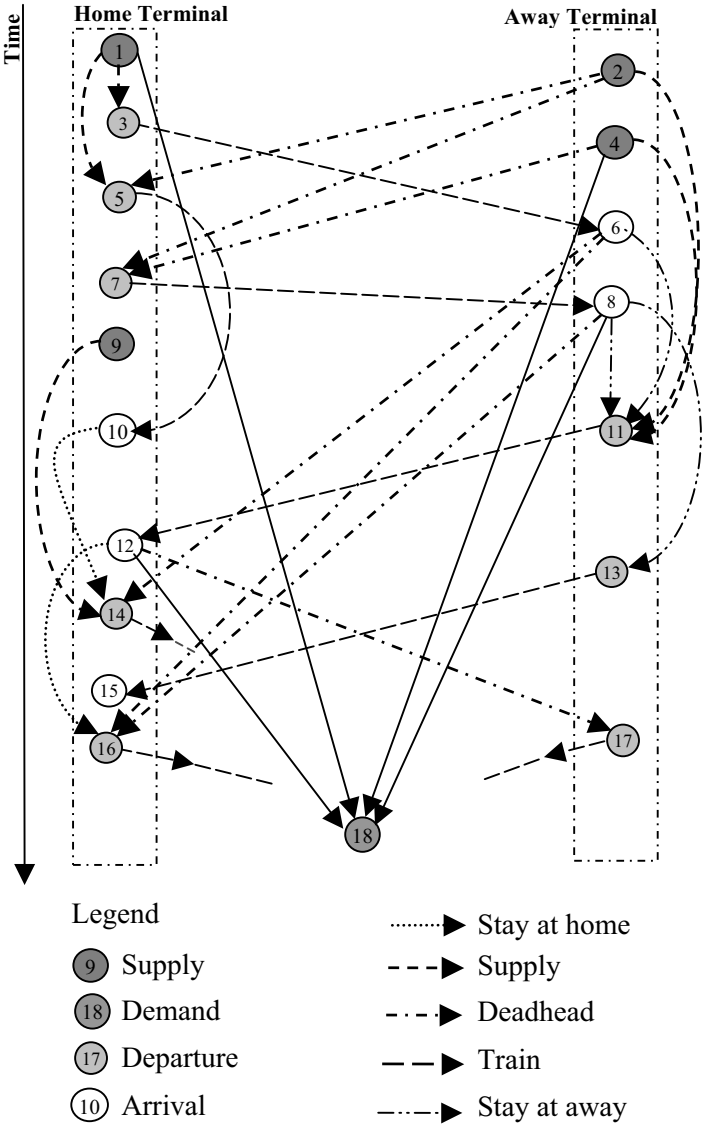 Time
Home Terminal
Away Terminal
1
2
3
4
5
6
7
8
9
10
11
12
13
14
15
16
17
18
Legend
9 Supply
18 Demand
17 Departure
10 Arrival
Stay at home
Supply
Deadhead
Train
Stay at away